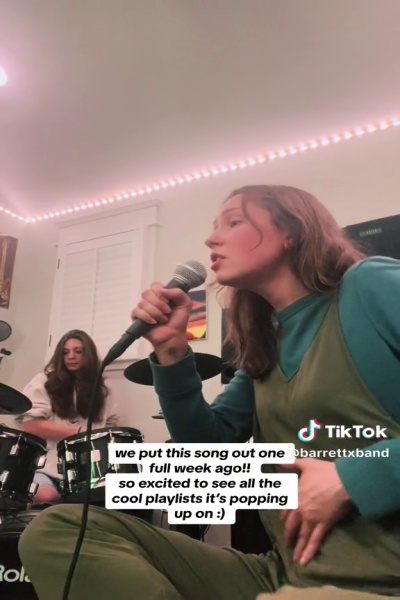 TikTok
@barrettxband
we put this song out one
full week ago!!
so excited to see all the
cool playlists it's popping
up on :)
Rola